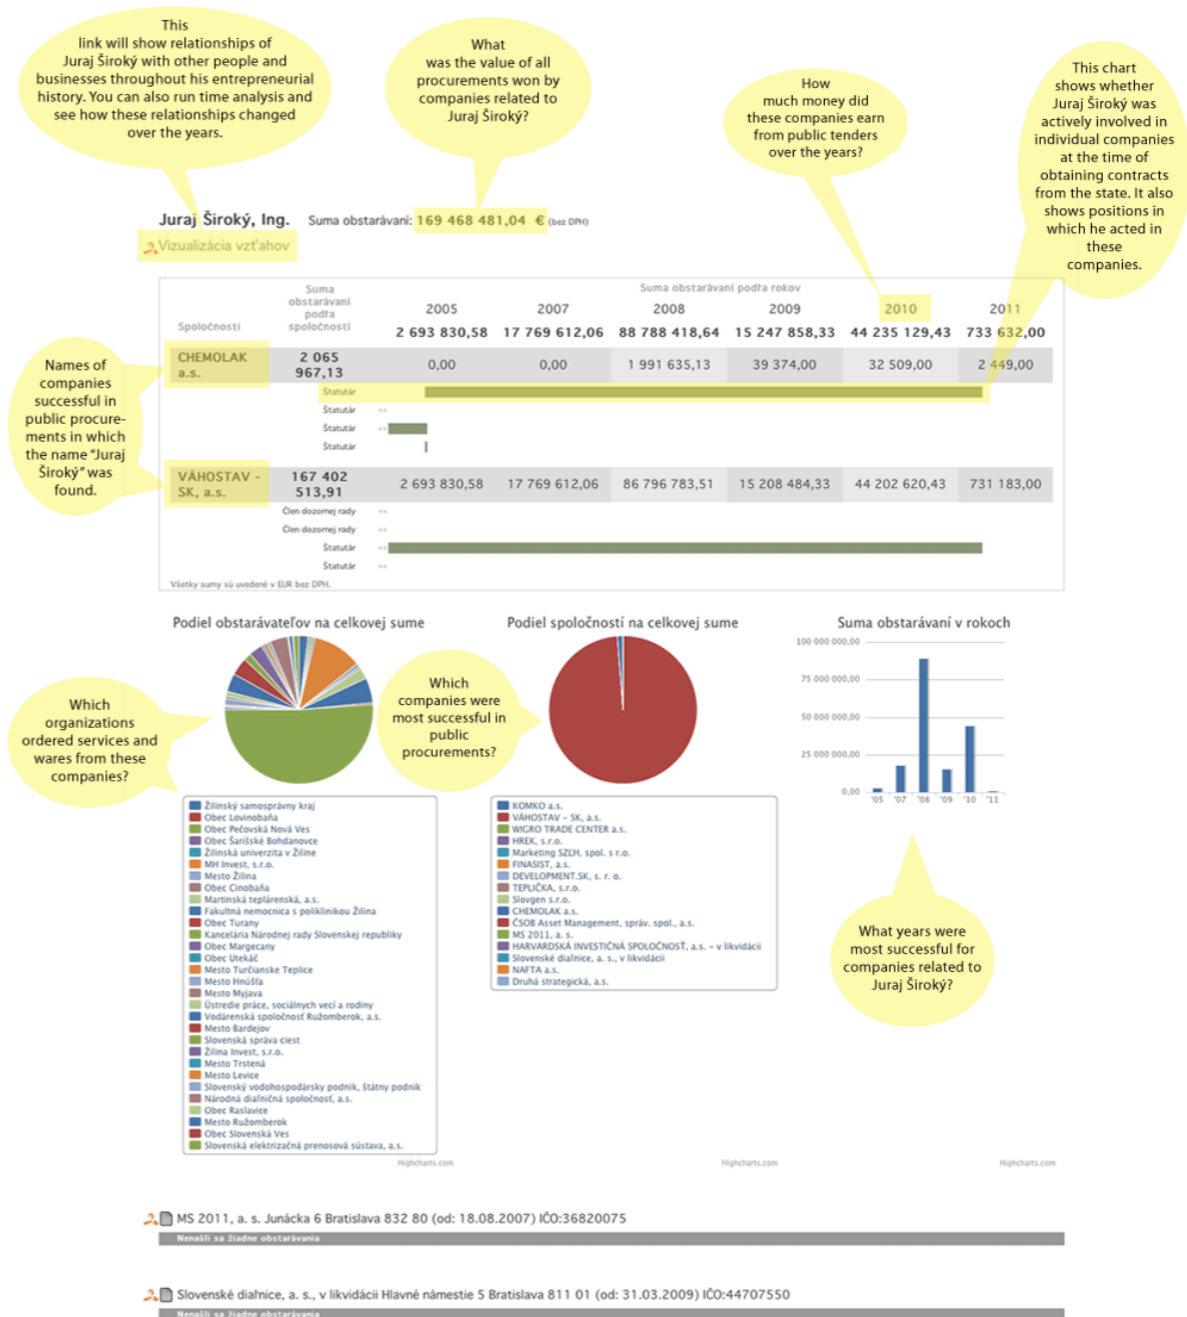 This
link will show relationships of
Juraj Široký with other people and
businesses throughout his entrepreneurial
history. You can also run time analysis and
see how these relationships changed
over the years.
What
was the value of all
procurements won by
companies related to
Juraj Široký?
How
much money did
these companies earn
from public tenders
over the years?
This chart
shows whether
Juraj Široký was
actively involved in
individual companies
at the time of
obtaining contracts
from the state. It also
shows positions in
which he acted in
these
companies.
Juraj Široký, Ing. Suma obstarávaní: 169 468 481,04 € (bez DPH)
Vizualizácia vzťahov
Spoločnosti
Suma
obstarávaní
podľa
spoločností
Suma obstarávaní podľa rokov
2005 2007 2008 2009 2010 2011
2 693 830,58 17 769 612,06 88 788 418,64 15 247 858,33 44 235 129,43 733 632,00
Names of
companies
successful in
public procure-
ments in which
the name "Juraj
Široký" was
found.
CHEMOLAK
a.s.
2 065
967,13
0,00 0,00 1 991 635,13 39 374,00 32 509,00 2 449,00
Štatutár
Štatutár <<
Štatutár <<
Štatutár
VÁHOSTAV -
SK, a.s.
167 402
513,91
2 693 830,58 17 769 612,06 86 796 783,51 15 208 484,33 44 202 620,43 731 183,00
Člen dozornej rady <<
Člen dozornej rady <<
Štatutár <<
Štatutár <<
Všetky sumy sú uvedené v EUR bez DPH.
Podiel obstarávateľov na celkovej sume
Which
organizations
ordered services and
wares from these
companies?
Žilinský samosprávny kraj
Obec Lovinobaňa
Obec Pečovská Nová Ves
Obec Šarišské Bohdanovce
Žilinská univerzita v Žiline
MH Invest, s.r.o.
Mesto Žilina
Obec Cinobaňa
Martinská teplárenská, a.s.
Fakultná nemocnica s poliklinikou Žilina
Obec Turany
Kancelária Národnej rady Slovenskej republiky
Obec Margecany
Obec Utekáč
Mesto Turčianske Teplice
Mesto Hnúšťa
Mesto Myjava
Ústredie práce, sociálnych vecí a rodiny
Vodárenská spoločnosť Ružomberok, a.s.
Mesto Bardejov
Slovenská správa ciest
Žilina Invest, s.r.o.
Mesto Trstená
Mesto Levice
Slovenský vodohospodársky podnik, štátny podnik
Národná diaľničná spoločnosť, a.s.
Obec Raslavice
Mesto Ružomberok
Obec Slovenská Ves
Slovenská elektrizačná prenosová sústava, a.s.
Highcharts.com
Podiel spoločností na celkovej sume
Which
companies were
most successful in
public
procurements?
KOMKO a.s.
VÁHOSTAV - SK, a.s.
WIGRO TRADE CENTER a.s.
HREK, s.r.o.
Marketing SZĽH, spol. s r.o.
FINASIST, a.s.
DEVELOPMENT.SK, s. r. o.
TEPLIČKA, s.r.o.
Slovgen s.r.o.
CHEMOLAK a.s.
ČSOB Asset Management, správ. spol., a.s.
MS 2011, a. s.
HARVARDSKÁ INVESTIČNÁ SPOLOČNOSŤ, a.s. - v likvidácii
Slovenské diaľnice, a. s., v likvidácii
NAFTA a.s.
Druhá strategická, a.s.
Highcharts.com
Suma obstarávaní v rokoch
100 000 000,00
75 000 000,00
50 000 000,00
25 000 000,00
0,00
'05 '07 '08 '09 '10 '11
What years were
most successful for
companies related to
Juraj Široký?
Highcharts.com
MS 2011, a. s. Junácka 6 Bratislava 832 80 (od: 18.08.2007) IČO:36820075
Nenašli sa žiadne obstarávania
Slovenské diaľnice, a. s., v likvidácii Hlavné námestie 5 Bratislava 811 01 (od: 31.03.2009) IČO:44707550
Nenašli sa žiadne obstarávania